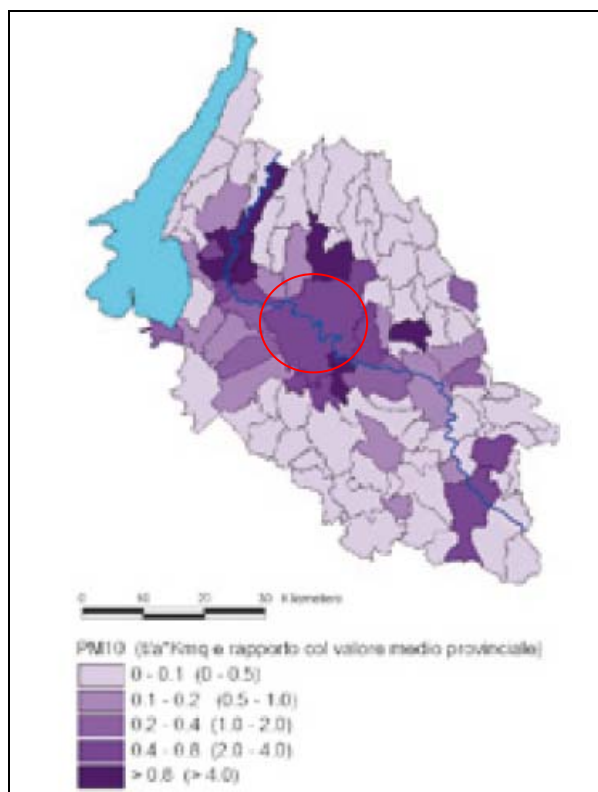 0 10 20 30 Kilometers
PM10 (t/a*Kmq e rapporto col valore medio provinciale)
0 - 0.1 (0 - 0.5)
0.1 - 0.2 (0.5 - 1.0)
0.2 - 0.4 (1.0 - 2.0)
0.4 - 0.8 (2.0 - 4.0)
> 0.8 (> 4.0)